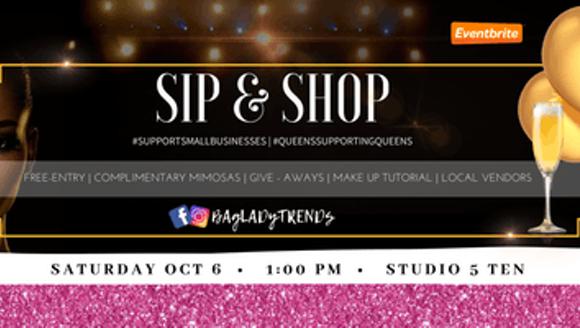 Eventbrite
SIP & SHOP
#SUPPORTSMALLBUSINESSES | #QUEENSSUPPORTINGQUEENS
FREE-ENTRY | COMPLIMENTARY MIMOSAS | GIVE - AWAYS | MAKE UP TUTORIAL | LOCAL VENDORS
BAGLADYTRENDS
SATURDAY OCT 6 • 1:00 PM • STUDIO 5 TEN